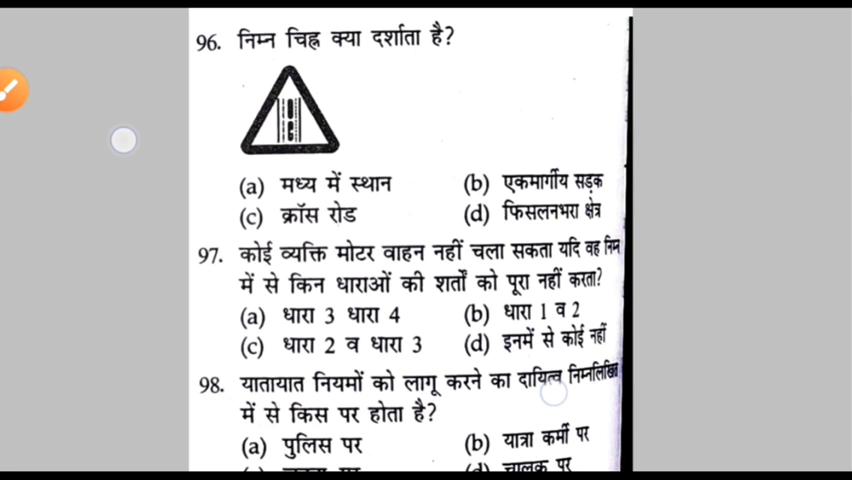 96. निम्न चिह्न क्या दर्शाता है?
(a) मध्य में स्थान (b) एकमार्गीय सड़क
(c) क्रॉस रोड (d) फिसलनभरा क्षेत्र
97. कोई व्यक्ति मोटर वाहन नहीं चला सकता यदि वह निम्न
में से किन धाराओं की शर्तों को पूरा नहीं करता?
(a) धारा 3 धारा 4 (b) धारा 1 व 2
(c) धारा 2 व धारा 3 (d) इनमें से कोई नहीं
98. यातायात नियमों को लागू करने का दायित्व निम्नलिखित
में से किस पर होता है?
(a) पुलिस पर (b) यात्रा कर्मी पर
(d) चालक पर